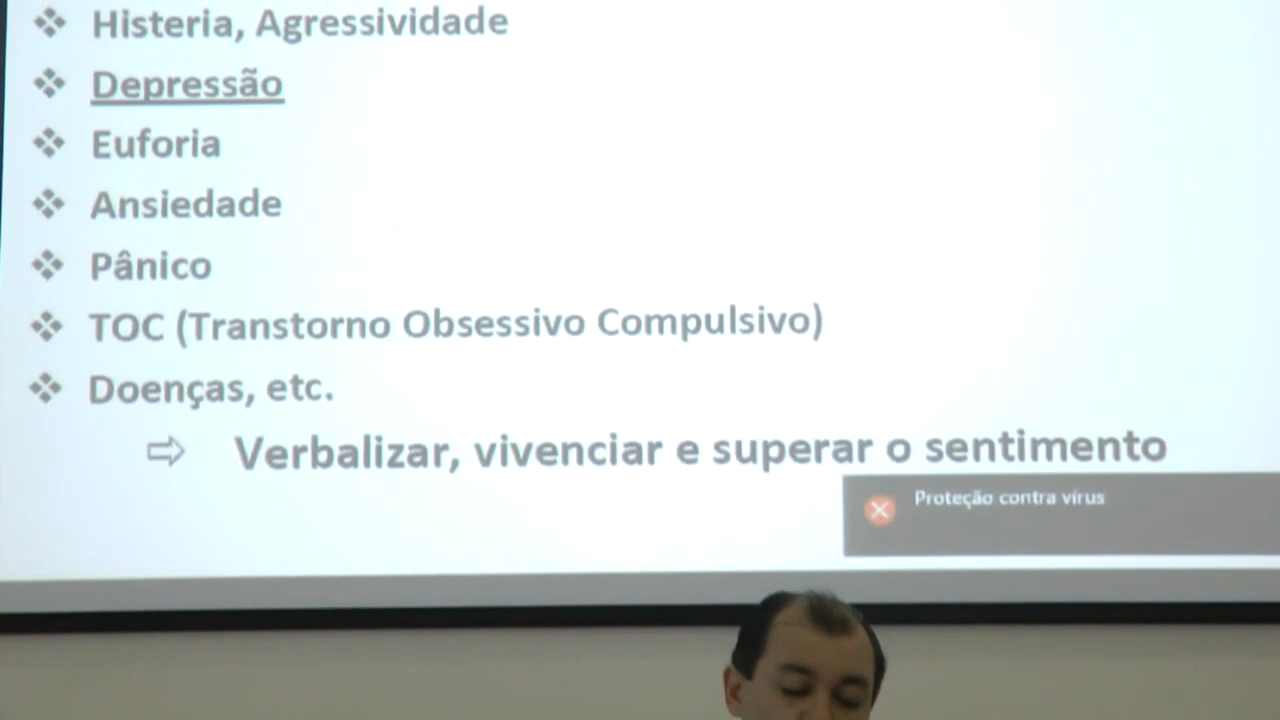 ❖ Histeria, Agressividade
❖ Depressão
❖ Euforia
❖ Ansiedade
❖ Pânico
❖ TOC (Transtorno Obsessivo Compulsivo)
❖ Doenças, etc.
⇨ Verbalizar, vivenciar e superar o sentimento
Proteção contra vírus